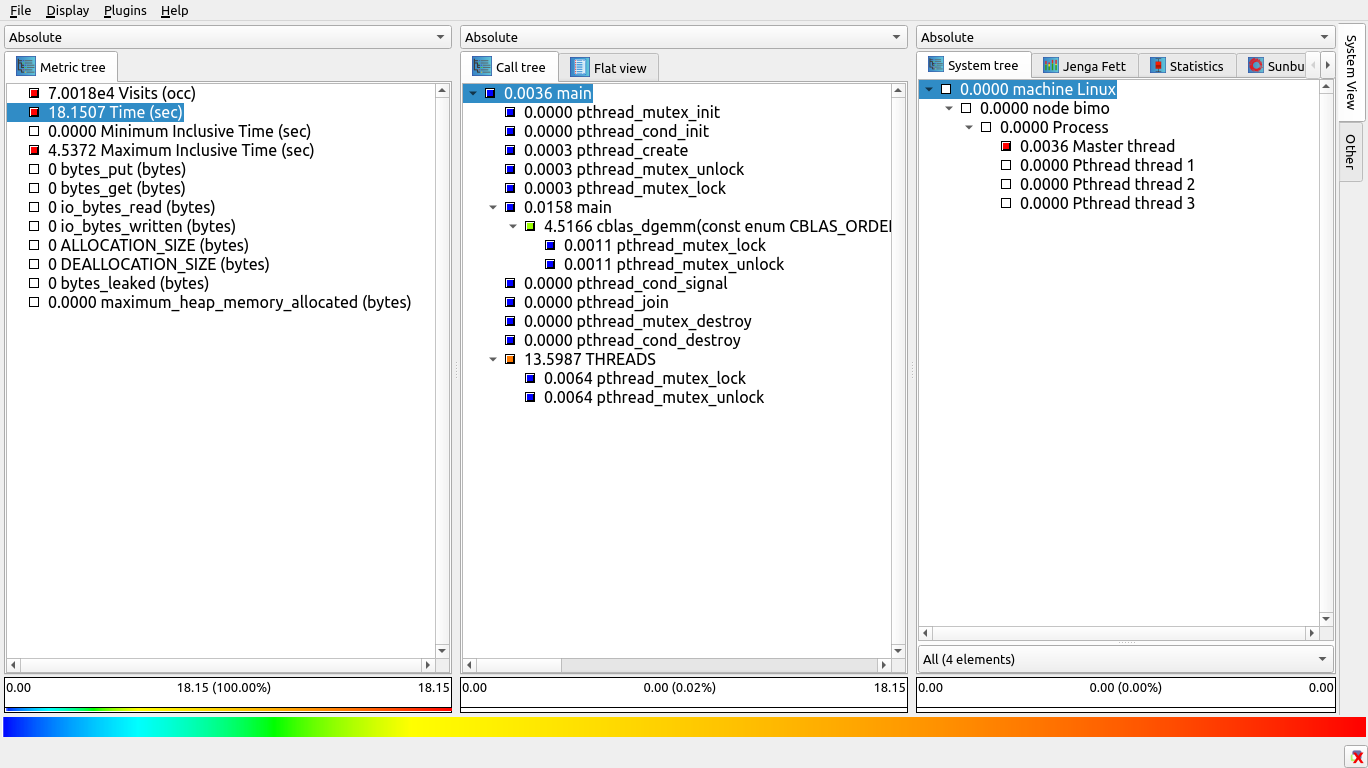 File Display Plugins Help
Absolute
Metric tree
7.0018e4 Visits (occ)
18.1507 Time (sec)
0.0000 Minimum Inclusive Time (sec)
4.5372 Maximum Inclusive Time (sec)
0 bytes_put (bytes)
0 bytes_get (bytes)
0 io_bytes_read (bytes)
0 io_bytes_written (bytes)
0 ALLOCATION_SIZE (bytes)
0 DEALLOCATION_SIZE (bytes)
0 bytes_leaked (bytes)
0.0000 maximum_heap_memory_allocated (bytes)
0.00 18.15 (100.00%) 18.15
Absolute
Call tree Flat view
0.0036 main
0.0000 pthread_mutex_init
0.0000 pthread_cond_init
0.0003 pthread_create
0.0003 pthread_mutex_unlock
0.0003 pthread_mutex_lock
0.0158 main
4.5166 cblas_dgemm(const enum CBLAS_ORDE
0.0011 pthread_mutex_lock
0.0011 pthread_mutex_unlock
0.0000 pthread_cond_signal
0.0000 pthread_join
0.0000 pthread_mutex_destroy
0.0000 pthread_cond_destroy
13.5987 THREADS
0.0064 pthread_mutex_lock
0.0064 pthread_mutex_unlock
0.00 0.00 (0.02%) 18.15
Absolute
System tree Jenga Fett Statistics Sunbu
0.0000 machine Linux
0.0000 node bimo
0.0000 Process
0.0036 Master thread
0.0000 Pthread thread 1
0.0000 Pthread thread 2
0.0000 Pthread thread 3
All (4 elements)
0.00 0.00 (0.00%) 0.00
System View
Other